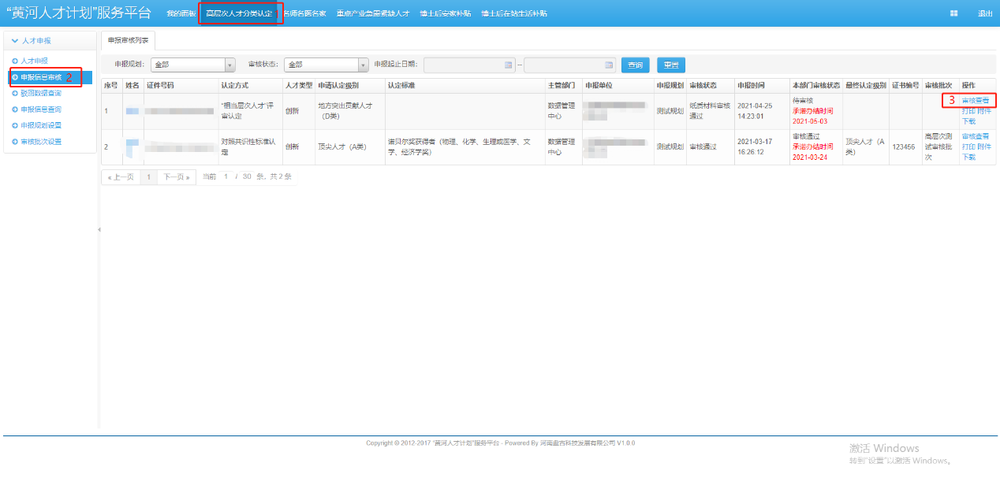 “黄河人才计划”服务平台 我的面板 高层次人才分类认定 名师名医名家 重点产业急需紧缺人才 博士后安家补贴 博士后在站生活补贴 退出
人才申报
人才申报
申报信息审核 2
驳回数据查询
申报信息查询
申报规划设置
审核批次设置
申报审核列表
申报规划: 全部 审核状态: 全部 申报起止日期: -- 查询 重置
序号 姓名 证件号码 认定方式 人才类型 申请认定级别 认定标准 主管部门 申报单位 申报规划 审核状态 申报时间 本部门审核状态 最终认定级别 证书编号 审核批次 操作
1 “相当层次人才”评审认定 创新 地方突出贡献人才（D类） 数据管理中心 测试规划 纸质材料审核通过 2021-04-25 14:23:01 待审核 承诺办结时间 2021-05-03 3 审核查看 打印 附件下载
2 对照共识性标准认定 创新 顶尖人才（A类） 诺贝尔奖获得者（物理、化学、生理或医学、文学、经济学奖） 数据管理中心 测试规划 审核通过 2021-03-17 16:26:12 审核通过 承诺办结时间 2021-03-24 顶尖人才（A类） 123456 高层次测试审核批次 审核查看 打印 附件下载
« 上一页 1 下一页 » 当前 1 / 30 条，共 2 条
Copyright © 2012-2017 “黄河人才计划”服务平台 - Powered By 河南盘古科技发展有限公司 V1.0.0
激活 Windows
转到“设置”以激活 Windows。